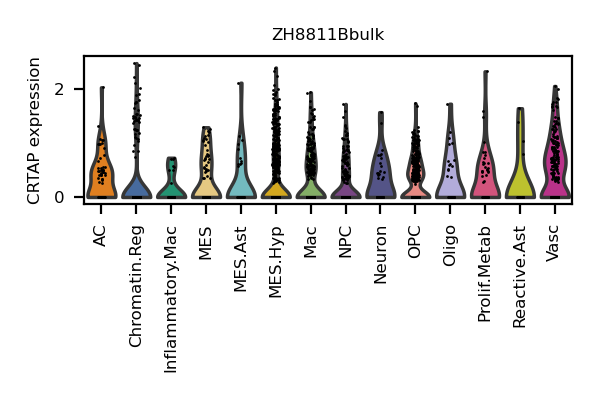 ZH8811Bbulk
CRTAP expression
2
0
AC
Chromatin.Reg
Inflammatory.Mac
MES
MES.Ast
MES.Hyp
Mac
NPC
Neuron
OPC
Oligo
Prolif.Metab
Reactive.Ast
Vasc